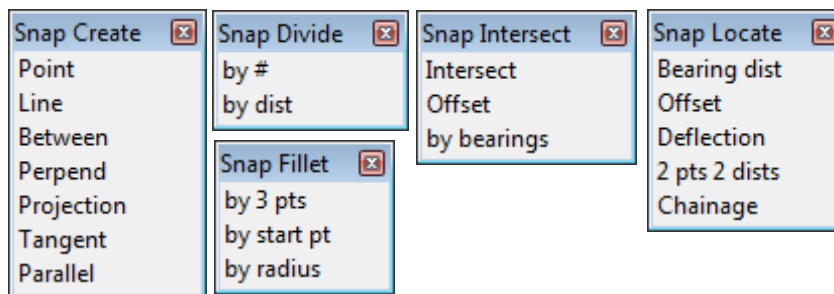 Snap Create
Point
Line
Between
Perpend
Projection
Tangent
Parallel
Snap Divide
by #
by dist
Snap Fillet
by 3 pts
by start pt
by radius
Snap Intersect
Intersect
Offset
by bearings
Snap Locate
Bearing dist
Offset
Deflection
2 pts 2 dists
Chainage